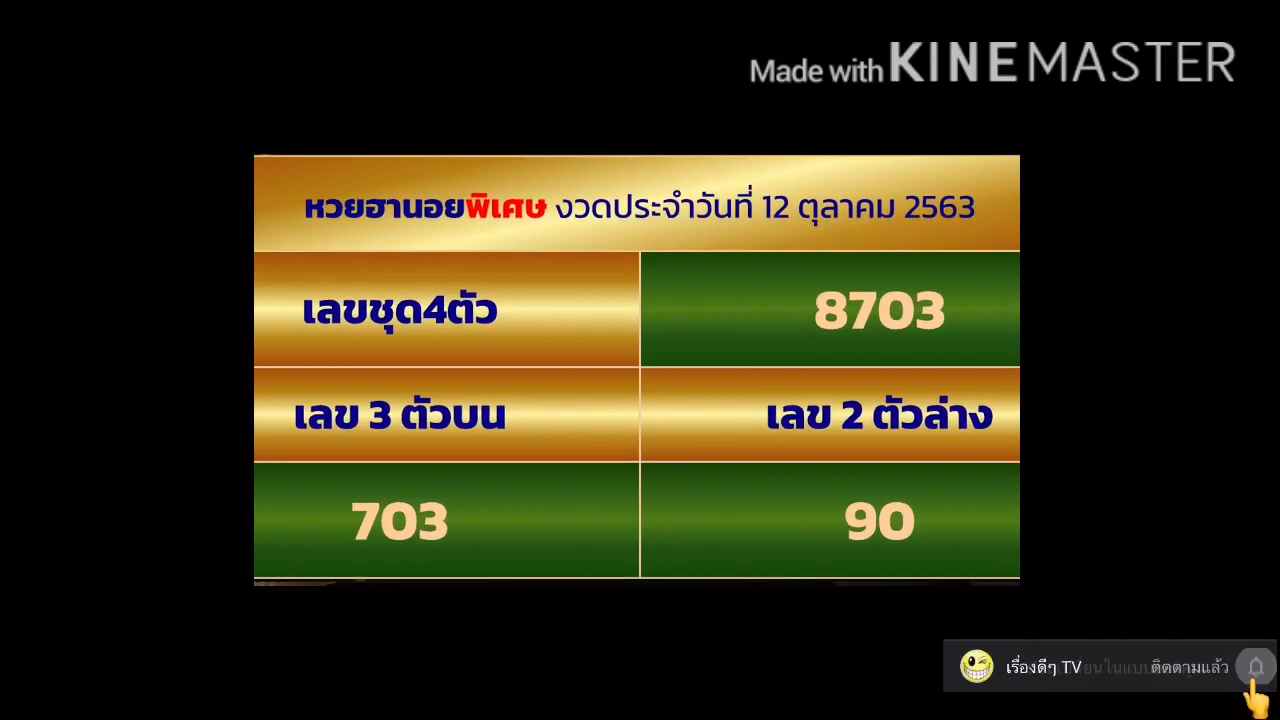 Made with KINEMASTER
หวยฮานอยพิเศษ งวดประจำวันที่ 12 ตุลาคม 2563
เลขชุด4ตัว 8703
เลข 3 ตัวบน เลข 2 ตัวล่าง
703 90
เรื่องดีๆ TV ติดตามแล้ว